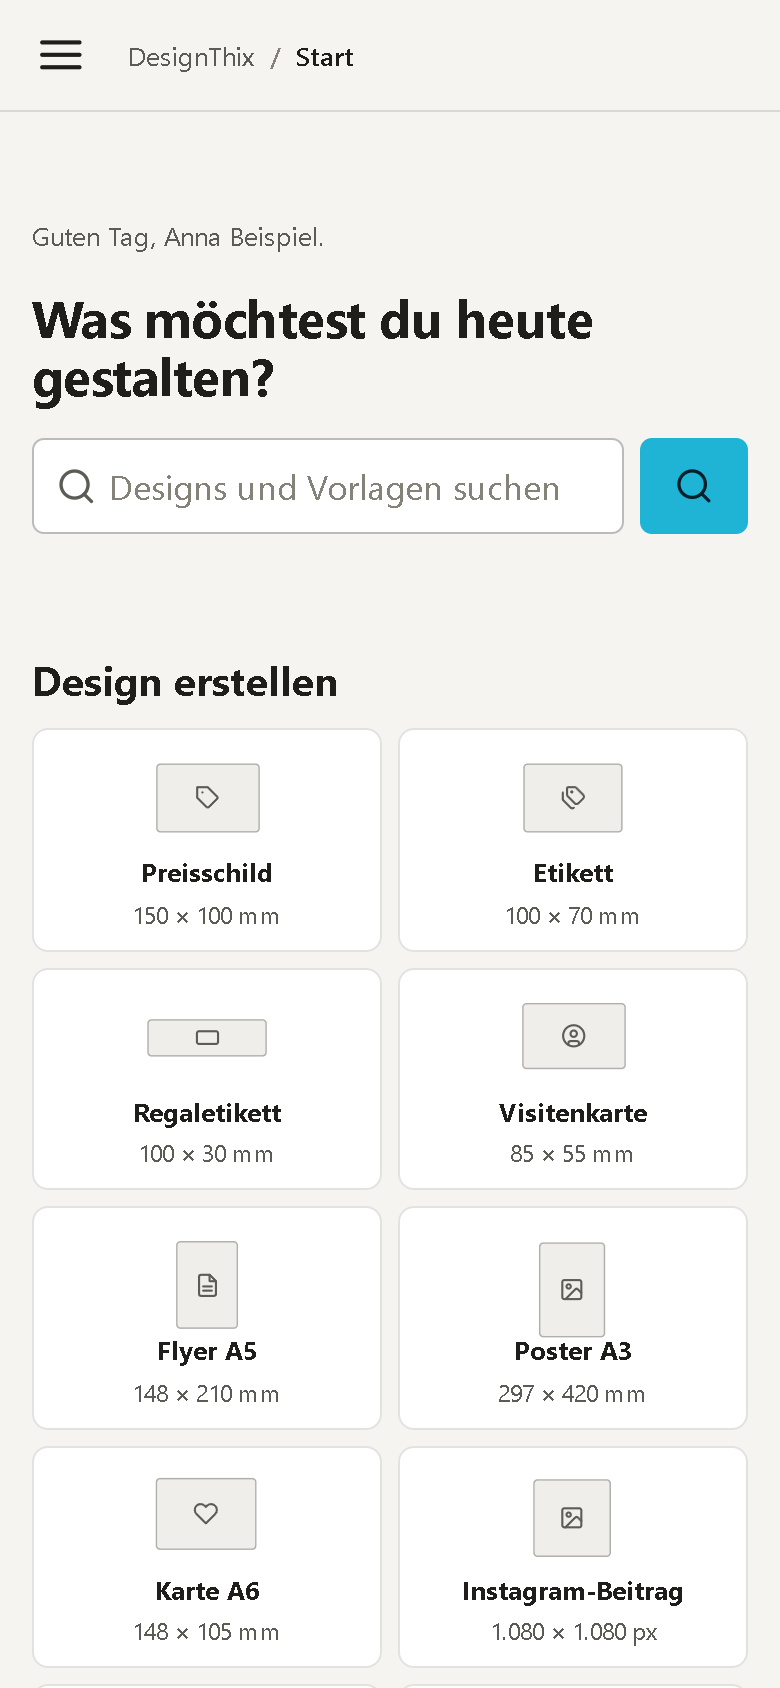 DesignThix / Start
Guten Tag, Anna Beispiel.
Was möchtest du heute
gestalten?
Designs und Vorlagen suchen
Design erstellen
Preisschild
150 × 100 mm
Etikett
100 × 70 mm
Regaletikett
100 × 30 mm
Visitenkarte
85 × 55 mm
Flyer A5
148 × 210 mm
Poster A3
297 × 420 mm
Karte A6
148 × 105 mm
Instagram-Beitrag
1.080 × 1.080 px